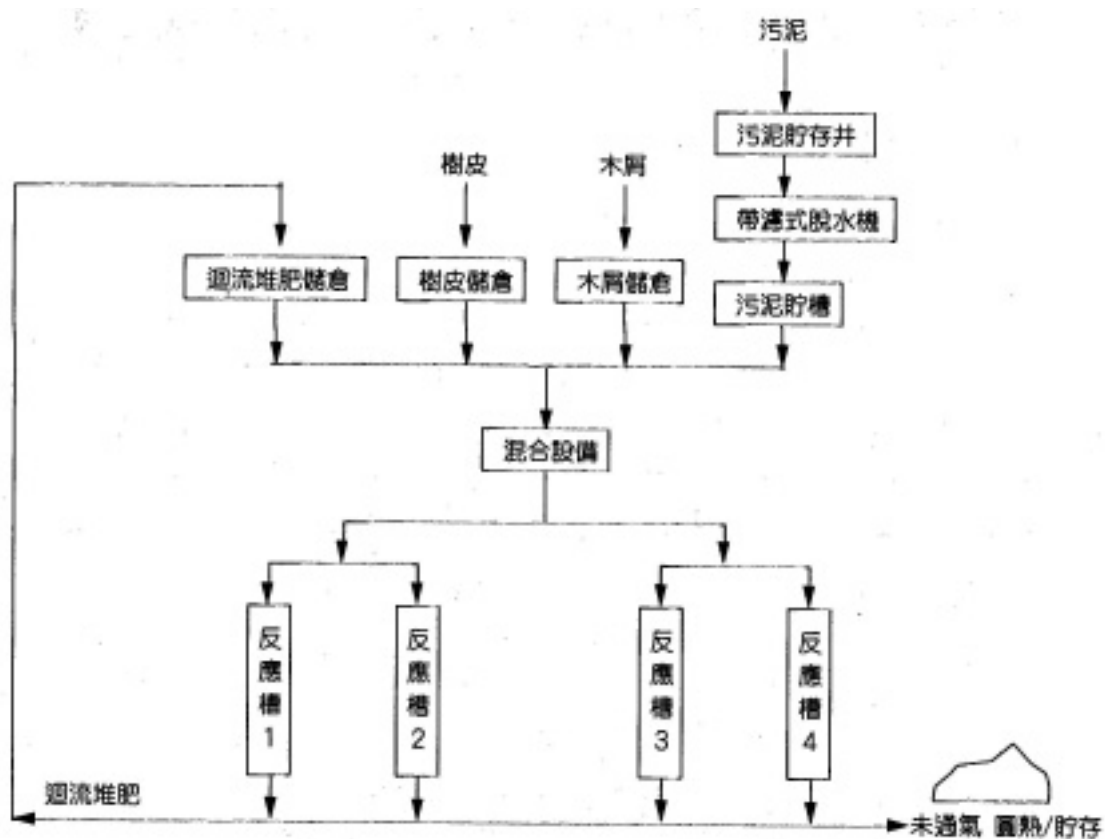 污泥
污泥貯存井
樹皮
木屑
帶濾式脫水機
迴流堆肥儲倉
樹皮儲倉
木屑儲倉
污泥貯槽
混合設備
反應槽1
反應槽2
反應槽3
反應槽4
迴流堆肥
未過氣 圓熟/貯存